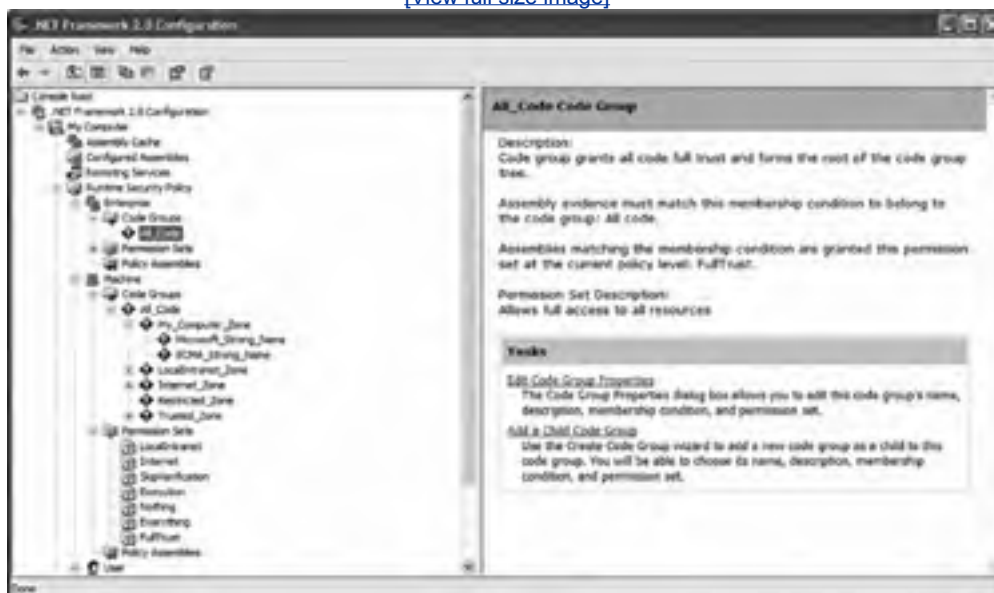 [View full size image]
.NET Framework 2.0 Configuration
File Action View Help
Console Root
.NET Framework 2.0 Configuration
My Computer
Assembly Cache
Configured Assemblies
Remoting Services
Runtime Security Policy
Enterprise
Code Groups
All_Code
Permission Sets
Policy Assemblies
Machine
Code Groups
All_Code
My_Computer_Zone
Microsoft_Strong_Name
ECMA_Strong_Name
LocalIntranet_Zone
Internet_Zone
Restricted_Zone
Trusted_Zone
Permission Sets
LocalIntranet
Internet
SkipVerification
Execution
Nothing
Everything
FullTrust
Policy Assemblies
User
Done
All_Code Code Group
Description:
Code group grants all code full trust and forms the root of the code group
tree.
Assembly evidence must match this membership condition to belong to
the code group: All code.
Assemblies matching the membership condition are granted this permission
set at the current policy level: FullTrust.
Permission Set Description:
Allows full access to all resources
Tasks
Edit Code Group Properties
The Code Group Properties dialog box allows you to edit this code group's name,
description, membership condition, and permission set.
Add a Child Code Group
Use the Create Code Group wizard to add a new code group as a child to this
code group. You will be able to choose its name, description, membership
condition, and permission set.